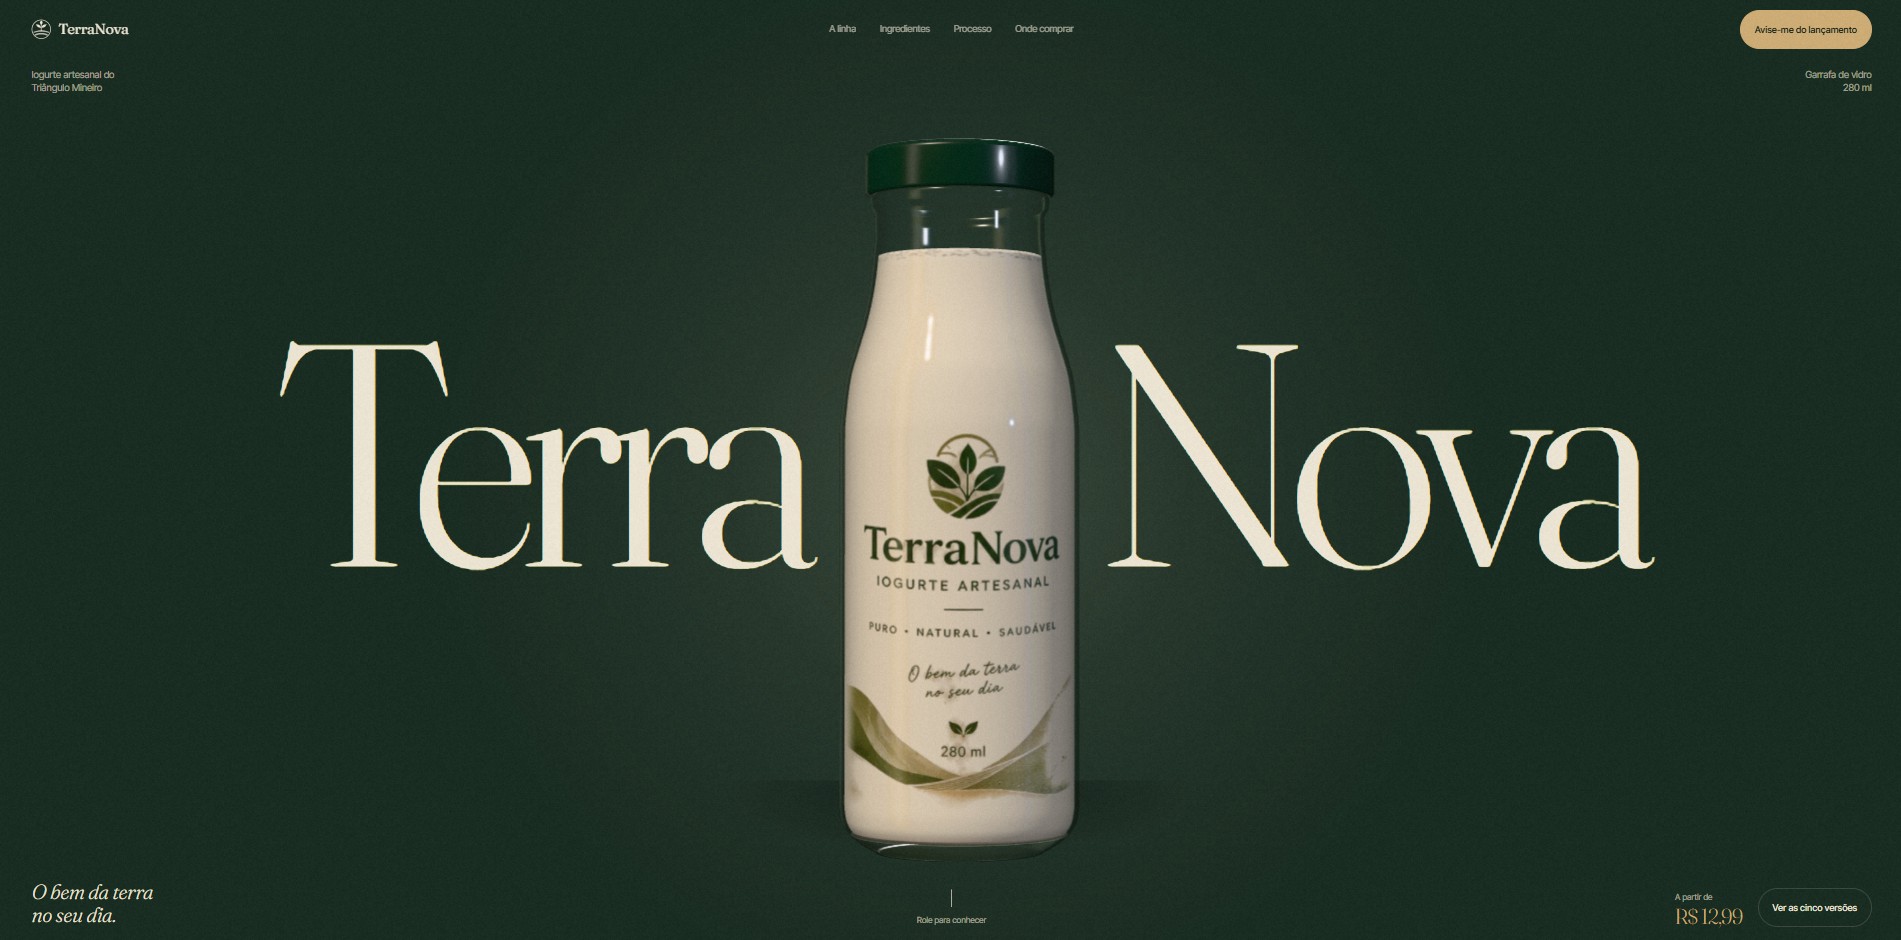 TerraNova
A linha
Ingredientes
Processo
Onde comprar
Avise-me do lançamento
Iogurte artesanal do
Triângulo Mineiro
Garrafa de vidro
280 ml
Terra Nova
TerraNova
IOGURTE ARTESANAL
PURO • NATURAL • SAUDÁVEL
O bem da terra
no seu dia
280 ml
O bem da terra
no seu dia.
Role para conhecer
A partir de
R$ 12,99
Ver as cinco versões